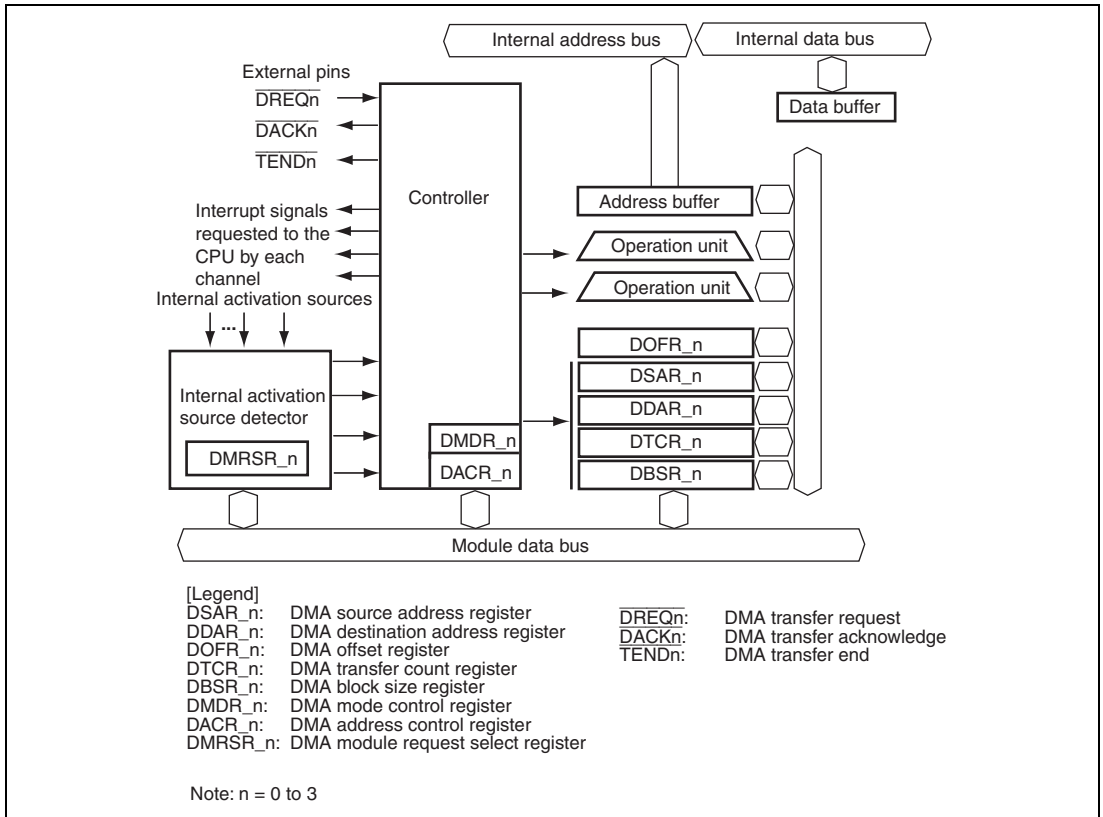 Internal address bus
Internal data bus
External pins
DREQn
DACKn
TENDn
Data buffer
Controller
Address buffer
Interrupt signals
requested to the
CPU by each
channel
Operation unit
Operation unit
Internal activation sources
...
Internal activation
source detector
DMRSR_n
DMDR_n
DACR_n
DOFR_n
DSAR_n
DDAR_n
DTCR_n
DBSR_n
Module data bus
[Legend]
DSAR_n: DMA source address register
DDAR_n: DMA destination address register
DOFR_n: DMA offset register
DTCR_n: DMA transfer count register
DBSR_n: DMA block size register
DMDR_n: DMA mode control register
DACR_n: DMA address control register
DMRSR_n: DMA module request select register
DREQn: DMA transfer request
DACKn: DMA transfer acknowledge
TENDn: DMA transfer end
Note: n = 0 to 3